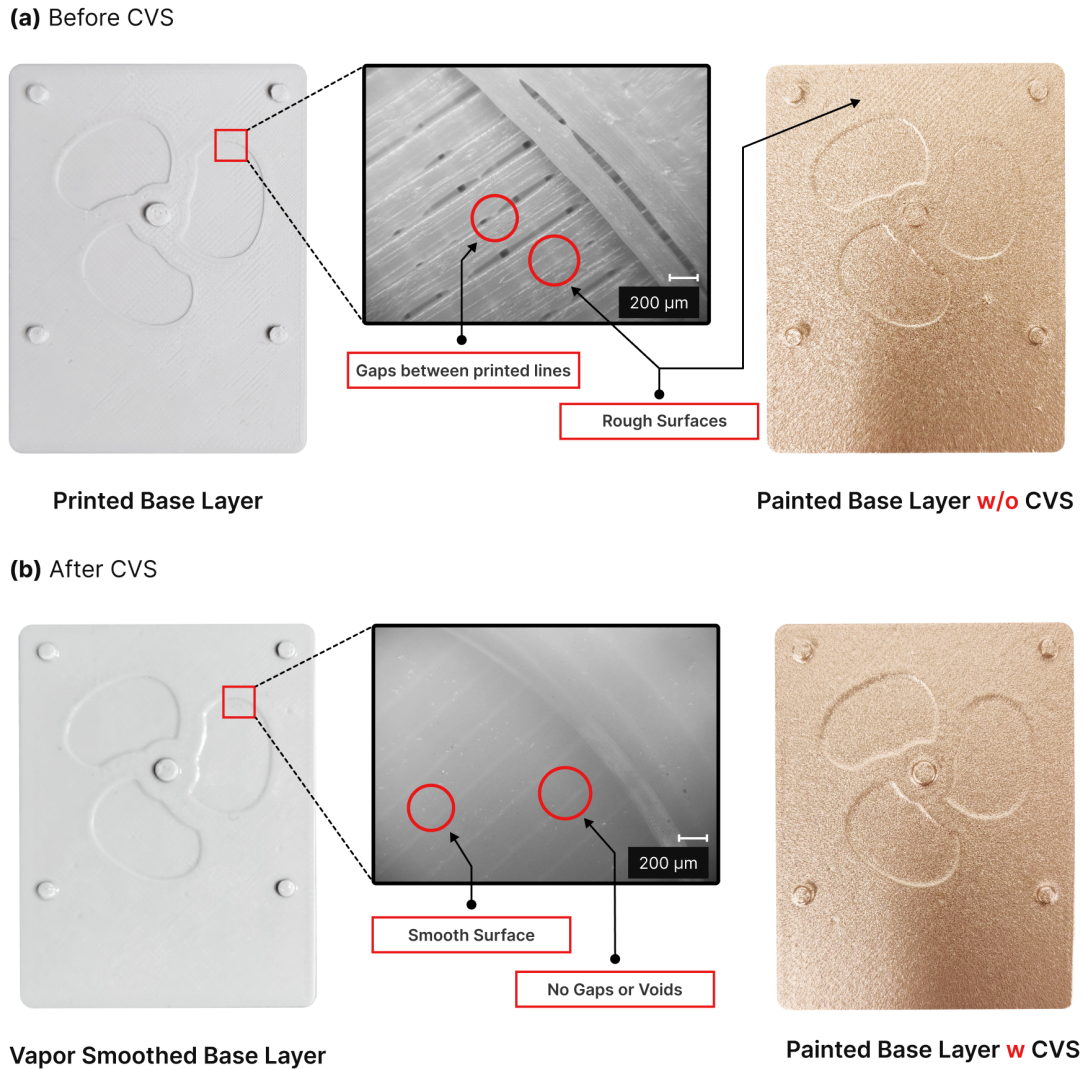 (a) Before CVS
200 µm
Gaps between printed lines
Rough Surfaces
Printed Base Layer
Painted Base Layer w/o CVS
(b) After CVS
200 µm
Smooth Surface
No Gaps or Voids
Vapor Smoothed Base Layer
Painted Base Layer w CVS